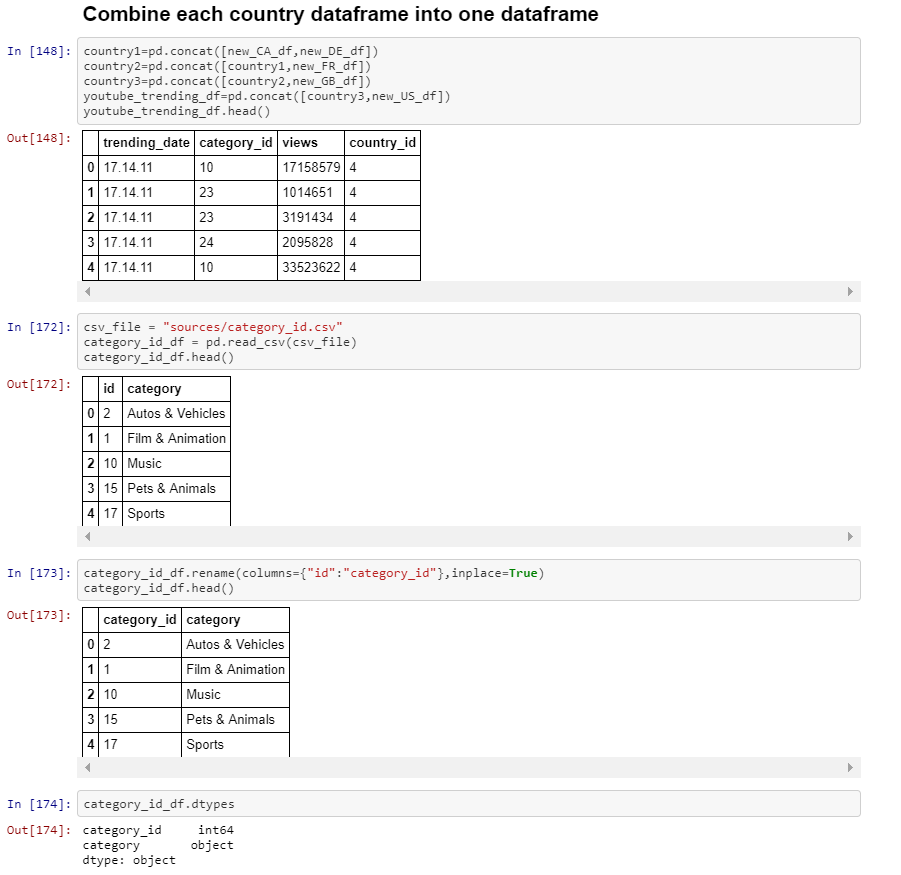 Combine each country dataframe into one dataframe
In [148]: country1=pd.concat([new_CA_df,new_DE_df])
country2=pd.concat([country1,new_FR_df])
country3=pd.concat([country2,new_GB_df])
youtube_trending_df=pd.concat([country3,new_US_df])
youtube_trending_df.head()
Out[148]:
trending_date category_id views country_id
0 17.14.11 10 17158579 4
1 17.14.11 23 1014651 4
2 17.14.11 23 3191434 4
3 17.14.11 24 2095828 4
4 17.14.11 10 33523622 4
In [172]: csv_file = "sources/category_id.csv"
category_id_df = pd.read_csv(csv_file)
category_id_df.head()
Out[172]:
id category
0 2 Autos & Vehicles
1 1 Film & Animation
2 10 Music
3 15 Pets & Animals
4 17 Sports
In [173]: category_id_df.rename(columns={"id":"category_id"},inplace=True)
category_id_df.head()
Out[173]:
category_id category
0 2 Autos & Vehicles
1 1 Film & Animation
2 10 Music
3 15 Pets & Animals
4 17 Sports
In [174]: category_id_df.dtypes
Out[174]: category_id int64
category object
dtype: object